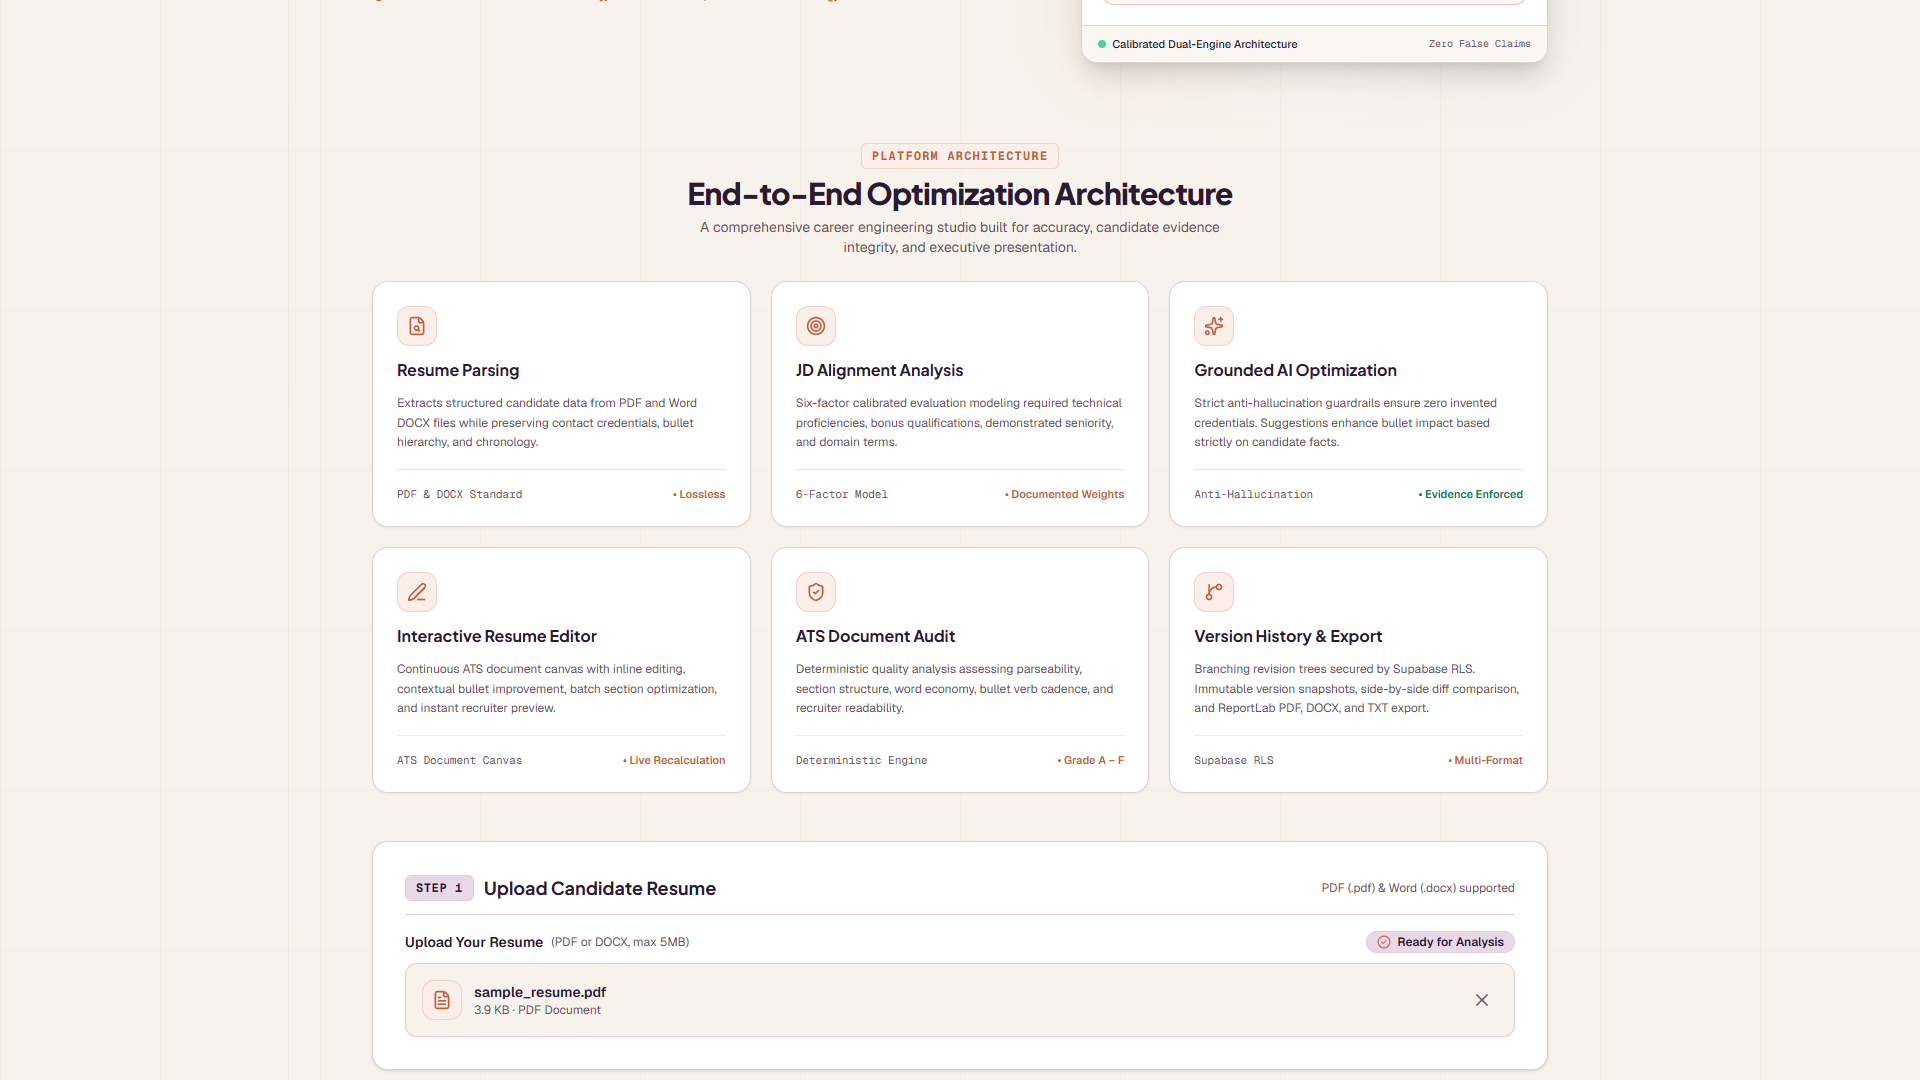 Calibrated Dual-Engine Architecture
Zero False Claims
PLATFORM ARCHITECTURE
End-to-End Optimization Architecture
A comprehensive career engineering studio built for accuracy, candidate evidence
integrity, and executive presentation.
Resume Parsing
Extracts structured candidate data from PDF and Word
DOCX files while preserving contact credentials, bullet
hierarchy, and chronology.
PDF & DOCX Standard
• Lossless
JD Alignment Analysis
Six-factor calibrated evaluation modeling required technical
proficiencies, bonus qualifications, demonstrated seniority,
and domain terms.
6-Factor Model
• Documented Weights
Grounded AI Optimization
Strict anti-hallucination guardrails ensure zero invented
credentials. Suggestions enhance bullet impact based
strictly on candidate facts.
Anti-Hallucination
• Evidence Enforced
Interactive Resume Editor
Continuous ATS document canvas with inline editing,
contextual bullet improvement, batch section optimization,
and instant recruiter preview.
ATS Document Canvas
• Live Recalculation
ATS Document Audit
Deterministic quality analysis assessing parseability,
section structure, word economy, bullet verb cadence, and
recruiter readability.
Deterministic Engine
• Grade A – F
Version History & Export
Branching revision trees secured by Supabase RLS.
Immutable version snapshots, side-by-side diff comparison,
and ReportLab PDF, DOCX, and TXT export.
Supabase RLS
• Multi-Format
STEP 1
Upload Candidate Resume
PDF (.pdf) & Word (.docx) supported
Upload Your Resume (PDF or DOCX, max 5MB)
Ready for Analysis
sample_resume.pdf
3.9 KB · PDF Document